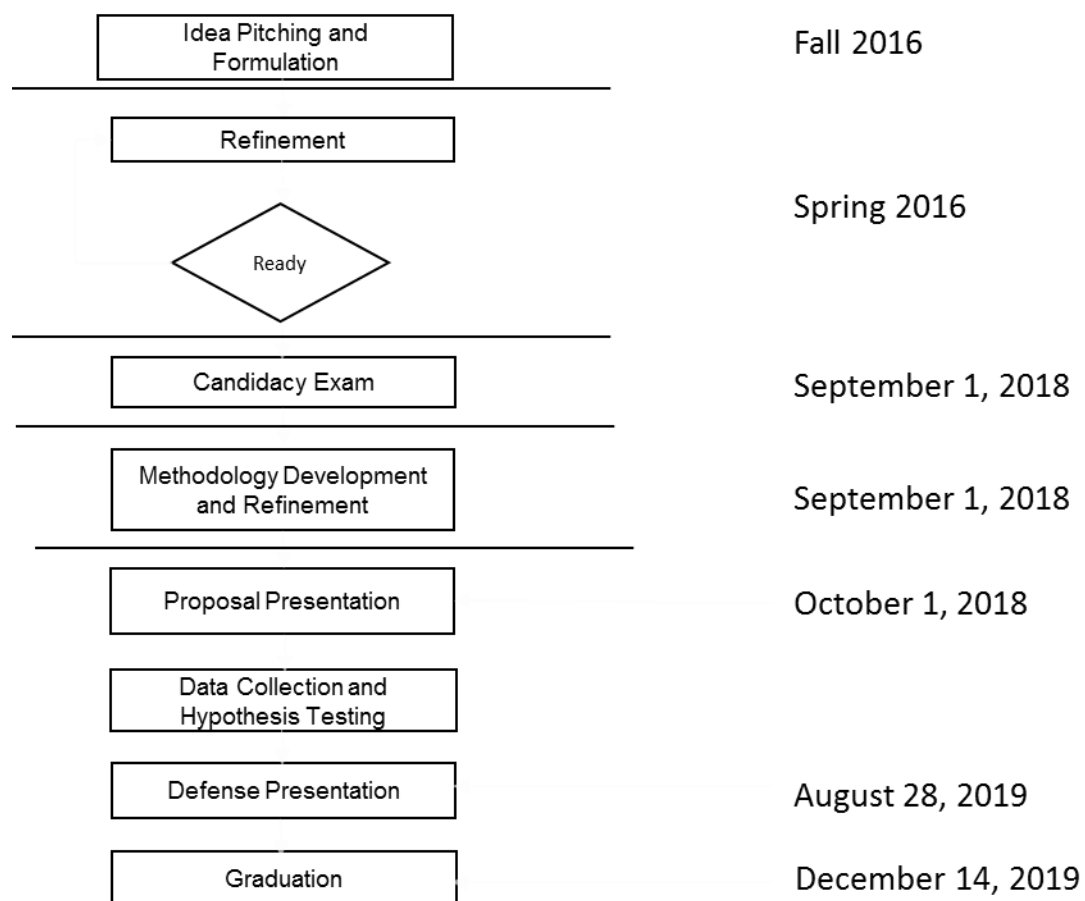 Idea Pitching and
Formulation
Fall 2016
Refinement
Spring 2016
Ready
Candidacy Exam
September 1, 2018
Methodology Development
and Refinement
September 1, 2018
Proposal Presentation
October 1, 2018
Data Collection and
Hypothesis Testing
Defense Presentation
August 28, 2019
Graduation
December 14, 2019